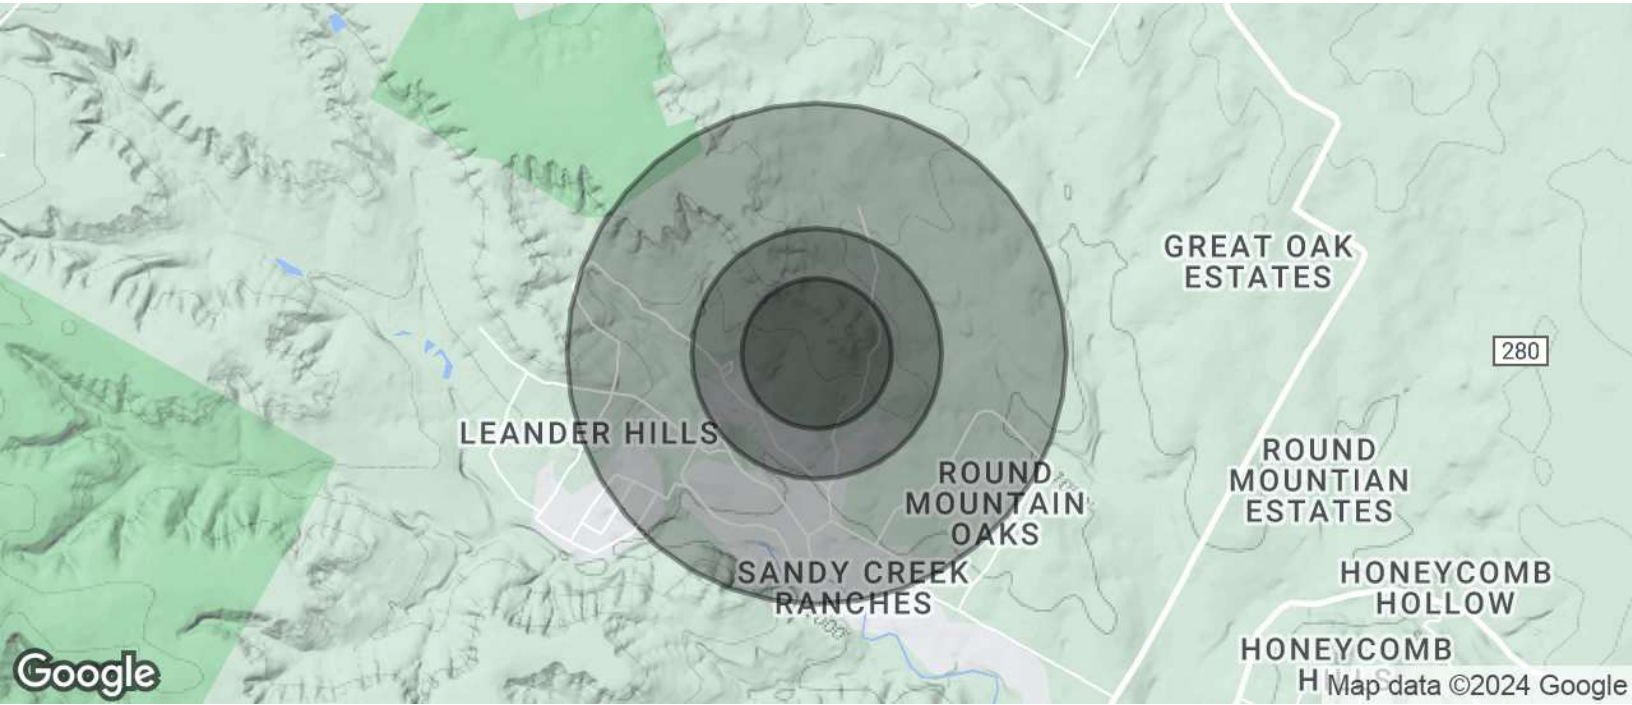 GREAT OAK
ESTATES
280
LEANDER HILLS
ROUND
MOUNTAIN
OAKS
ROUND
MOUNTIAN
ESTATES
SANDY CREEK
RANCHES
HONEYCOMB
HOLLOW
HONEYCOMB
Google
Map data ©2024 Google